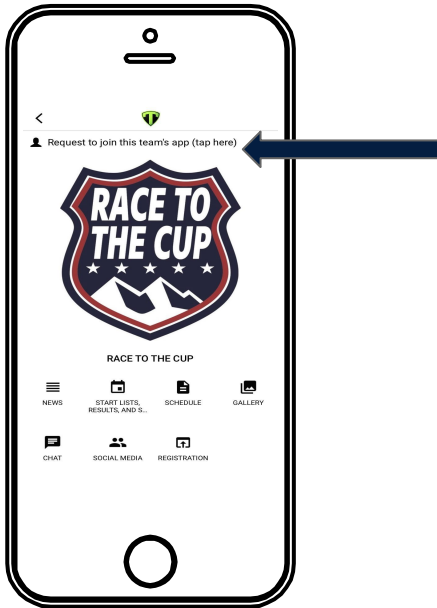 Request to join this team's app (tap here)
RACE TO
THE CUP
RACE TO THE CUP
NEWS
START LISTS,
RESULTS, AND S...
SCHEDULE
GALLERY
CHAT
SOCIAL MEDIA
REGISTRATION